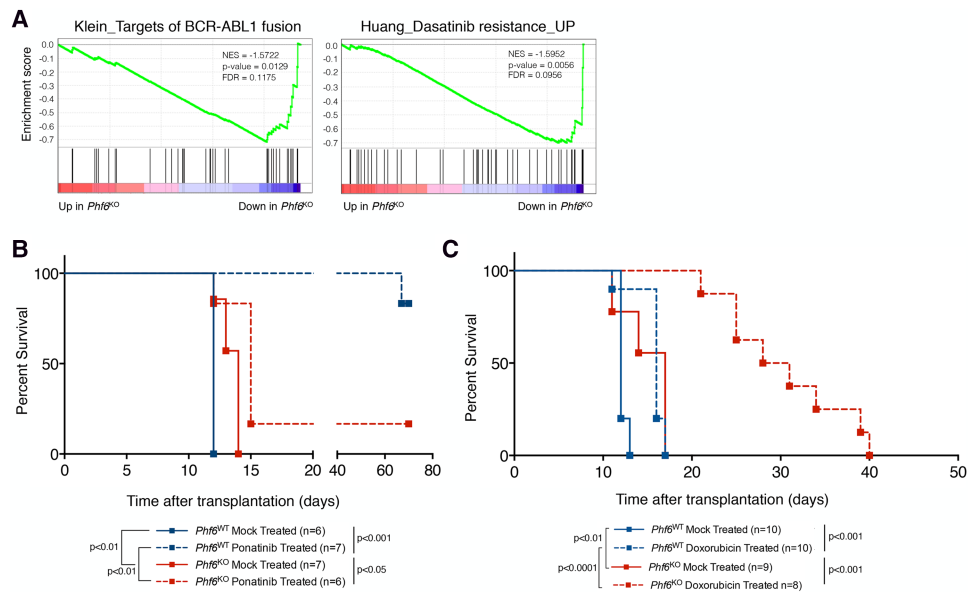 A
Klein_Targets of BCR-ABL1 fusion
Huang_Dasatinib resistance_UP
Enrichment score
0.0
-0.1
-0.2
-0.3
-0.4
-0.5
-0.6
-0.7
NES = -1.5722
p-value = 0.0129
FDR = 0.1175
0.0
-0.1
-0.2
-0.3
-0.4
-0.5
-0.6
-0.7
NES = -1.5952
p-value = 0.0056
FDR = 0.0956
Up in Phf6KO
Down in Phf6KO
Up in Phf6KO
Down in Phf6KO
B
Percent Survival
100
50
0
0 5 10 15 20 40 60 80
Time after transplantation (days)
Phf6WT Mock Treated (n=6)
Phf6WT Ponatinib Treated (n=7)
Phf6KO Mock Treated (n=7)
Phf6KO Ponatinib Treated (n=6)
p<0.01
p<0.01
p<0.001
p<0.05
C
Percent Survival
100
50
0
0 10 20 30 40 50
Time after transplantation (days)
Phf6WT Mock Treated (n=10)
Phf6WT Doxorubicin Treated (n=10)
Phf6KO Mock Treated (n=9)
Phf6KO Doxorubicin Treated n=8)
p<0.01
p<0.0001
p<0.001
p<0.001